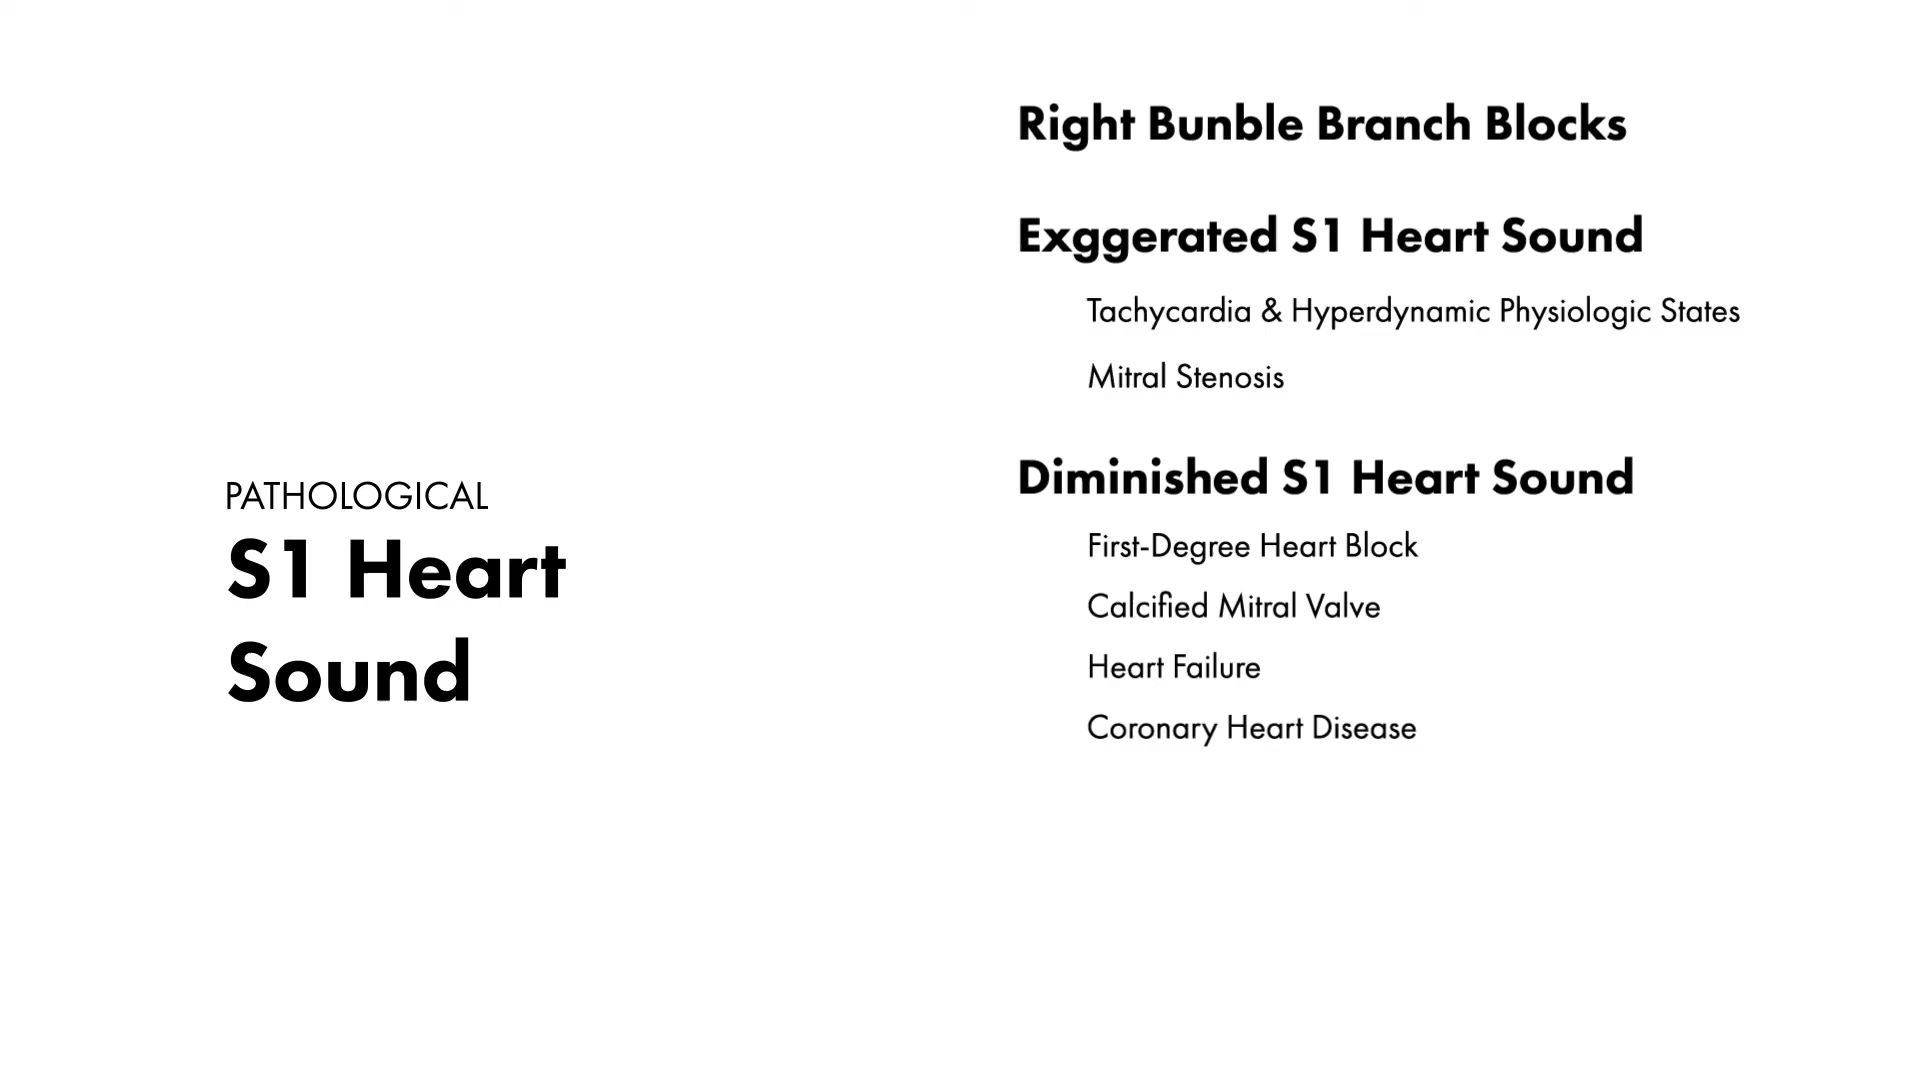 PATHOLOGICAL
S1 Heart
Sound
Right Bunble Branch Blocks
Exggerated S1 Heart Sound
Tachycardia & Hyperdynamic Physiologic States
Mitral Stenosis
Diminished S1 Heart Sound
First-Degree Heart Block
Calcified Mitral Valve
Heart Failure
Coronary Heart Disease